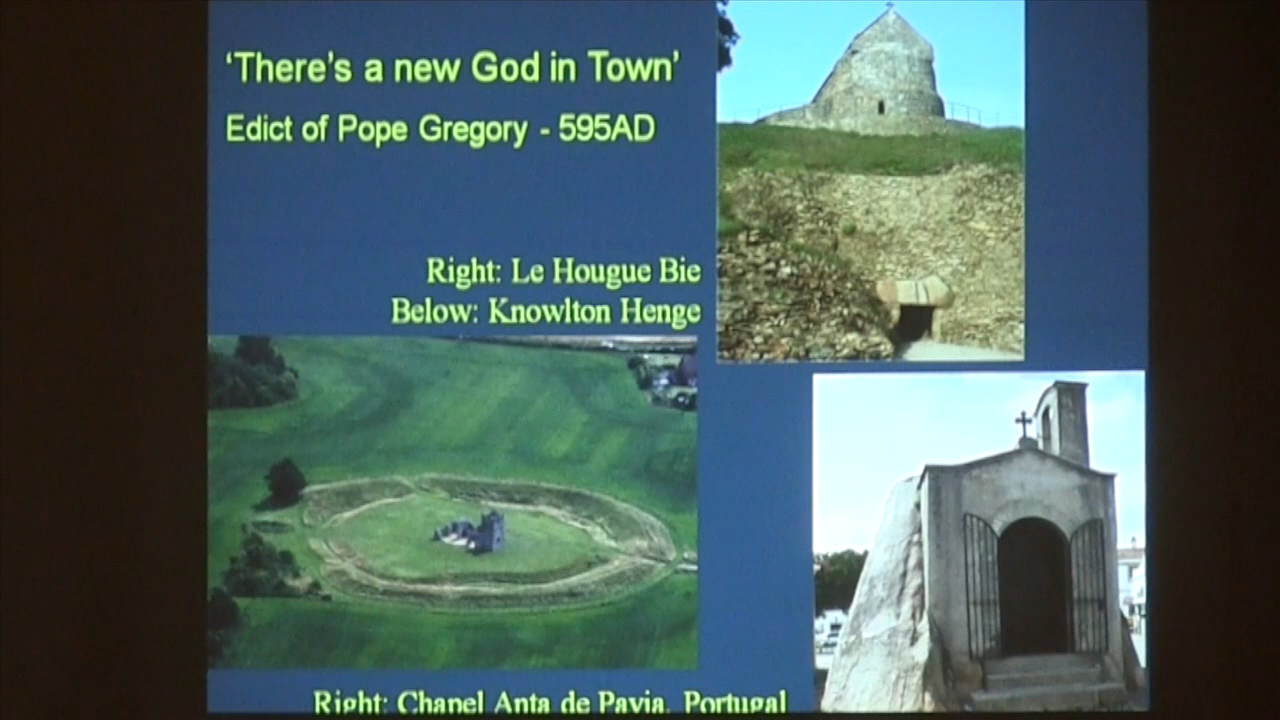 ‘There’s a new God in Town’
Edict of Pope Gregory - 595AD
Right: Le Hougue Bie
Below: Knowlton Henge
Right: Chapel Anta de Pavia, Portugal